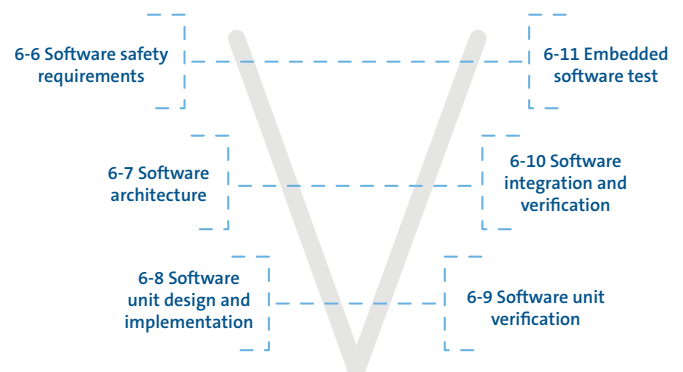 6-6 Software safety
requirements
6-11 Embedded
software test
6-7 Software
architecture
6-10 Software
integration and
verification
6-8 Software
unit design and
implementation
6-9 Software unit
verification